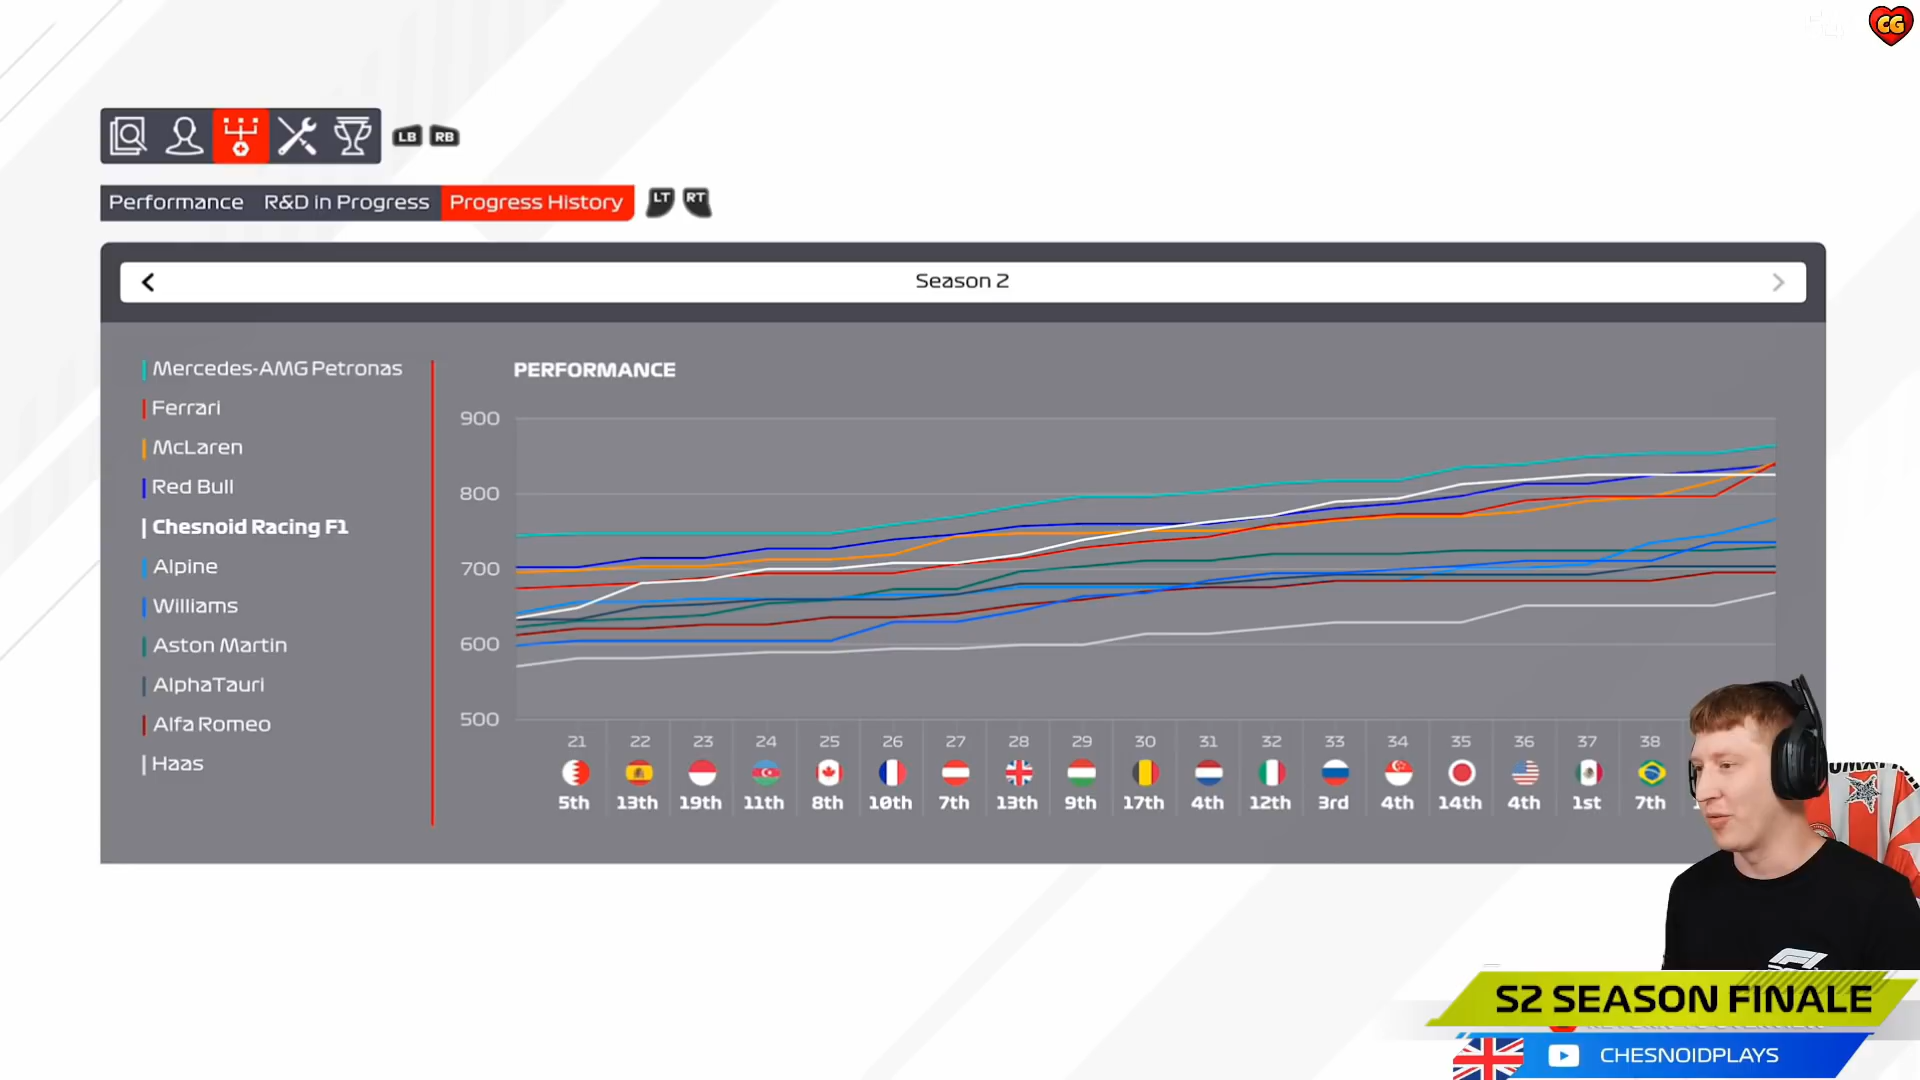 CG
LB RB
Performance R&D in Progress Progress History LT RT
Season 2
Mercedes-AMG Petronas
Ferrari
McLaren
Red Bull
Chesnoid Racing F1
Alpine
Williams
Aston Martin
AlphaTauri
Alfa Romeo
Haas
PERFORMANCE
900
800
700
600
500
21 22 23 24 25 26 27 28 29 30 31 32 33 34 35 36 37 38
5th 13th 19th 11th 8th 10th 7th 13th 9th 17th 4th 12th 3rd 4th 14th 4th 1st 7th
S2 SEASON FINALE
CHESNOIDPLAYS